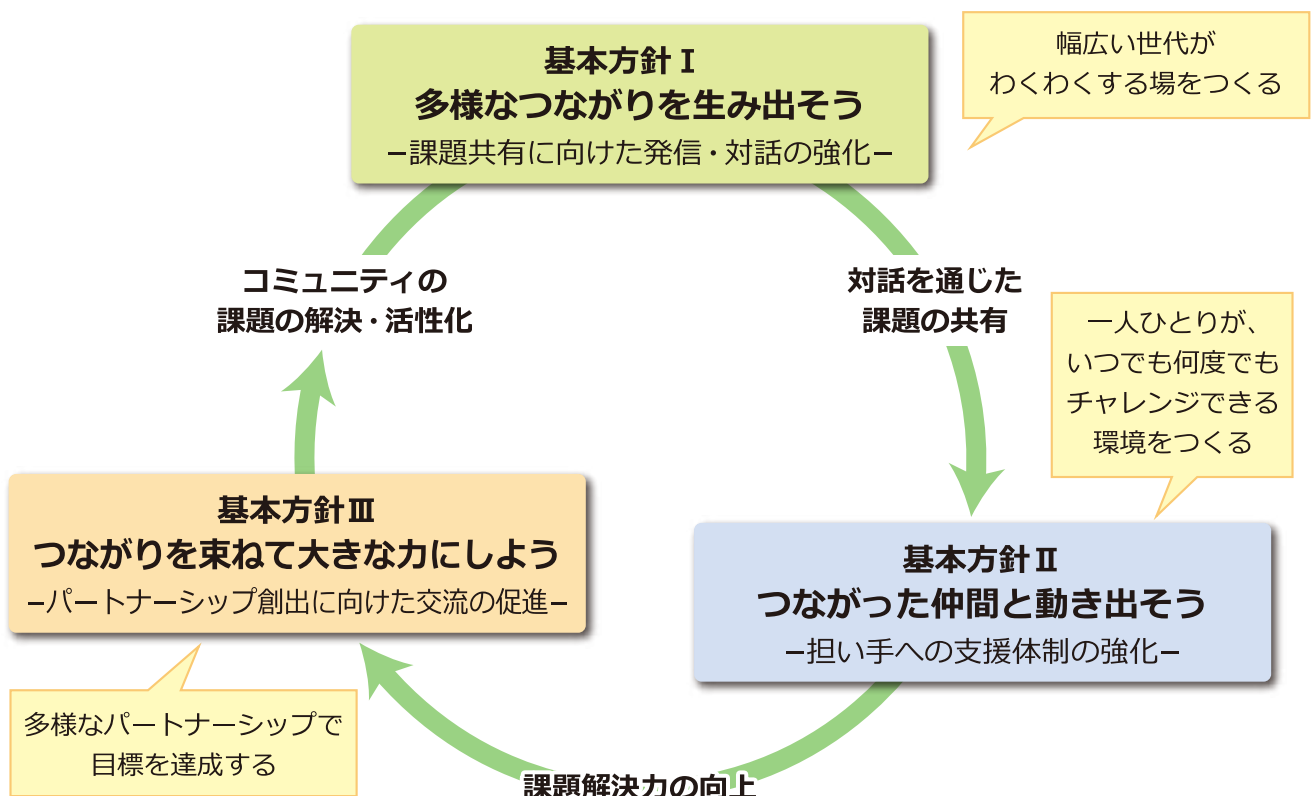 基本方針Ⅰ
多様なつながりを生み出そう
−課題共有に向けた発信・対話の強化−
幅広い世代が
わくわくする場をつくる
対話を通じた
課題の共有
一人ひとりが、
いつでも何度でも
チャレンジできる
環境をつくる
基本方針Ⅱ
つながった仲間と動き出そう
−担い手への支援体制の強化−
課題解決力の向上
基本方針Ⅲ
つながりを束ねて大きな力にしよう
−パートナーシップ創出に向けた交流の促進−
多様なパートナーシップで
目標を達成する
コミュニティの
課題の解決・活性化